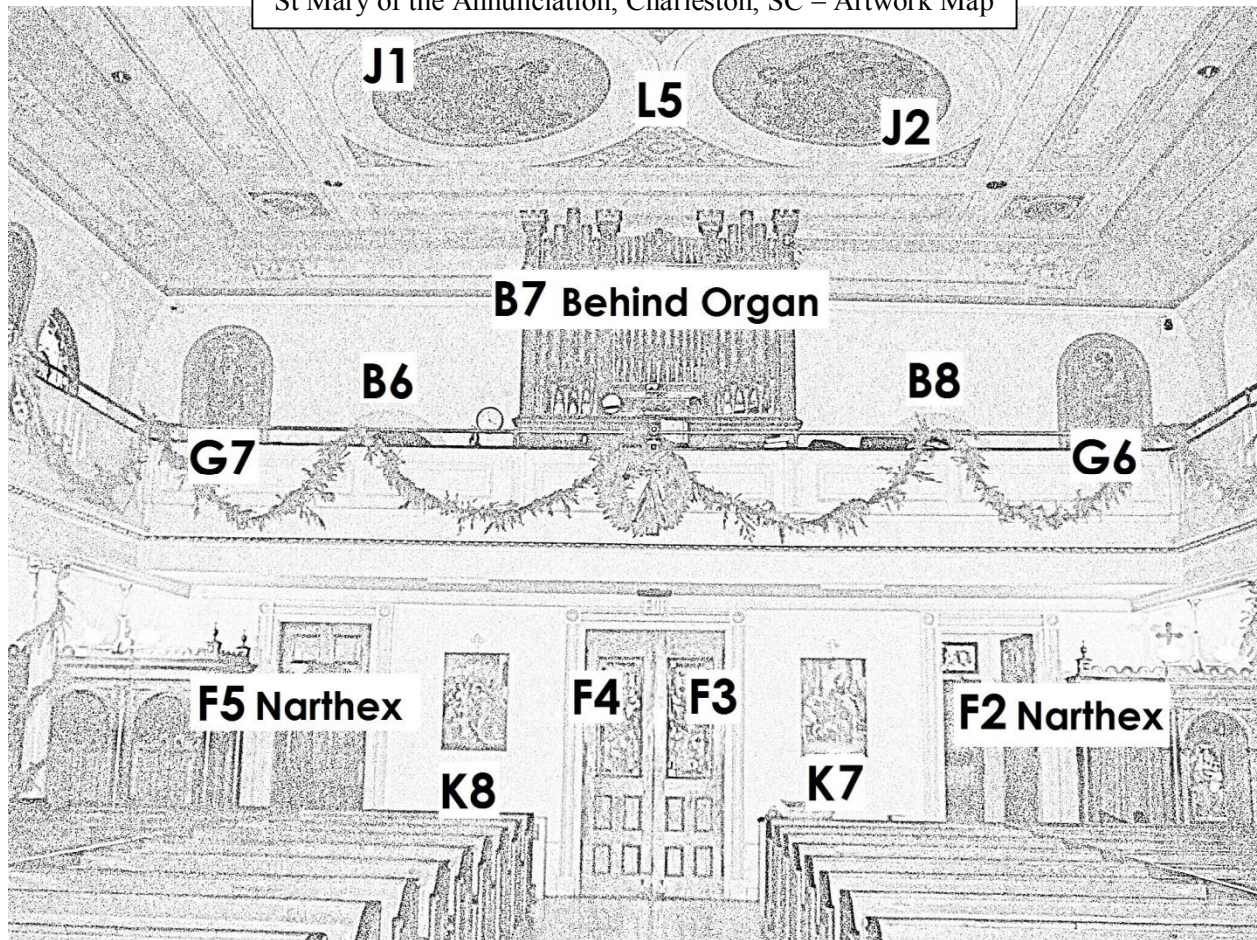 St Mary of the Annunciation, Charleston, SC – Artwork Map
J1
L5
J2
B7 Behind Organ
B6
B8
G7
G6
EXIT
F5 Narthex
F4
F3
F2 Narthex
K8
K7